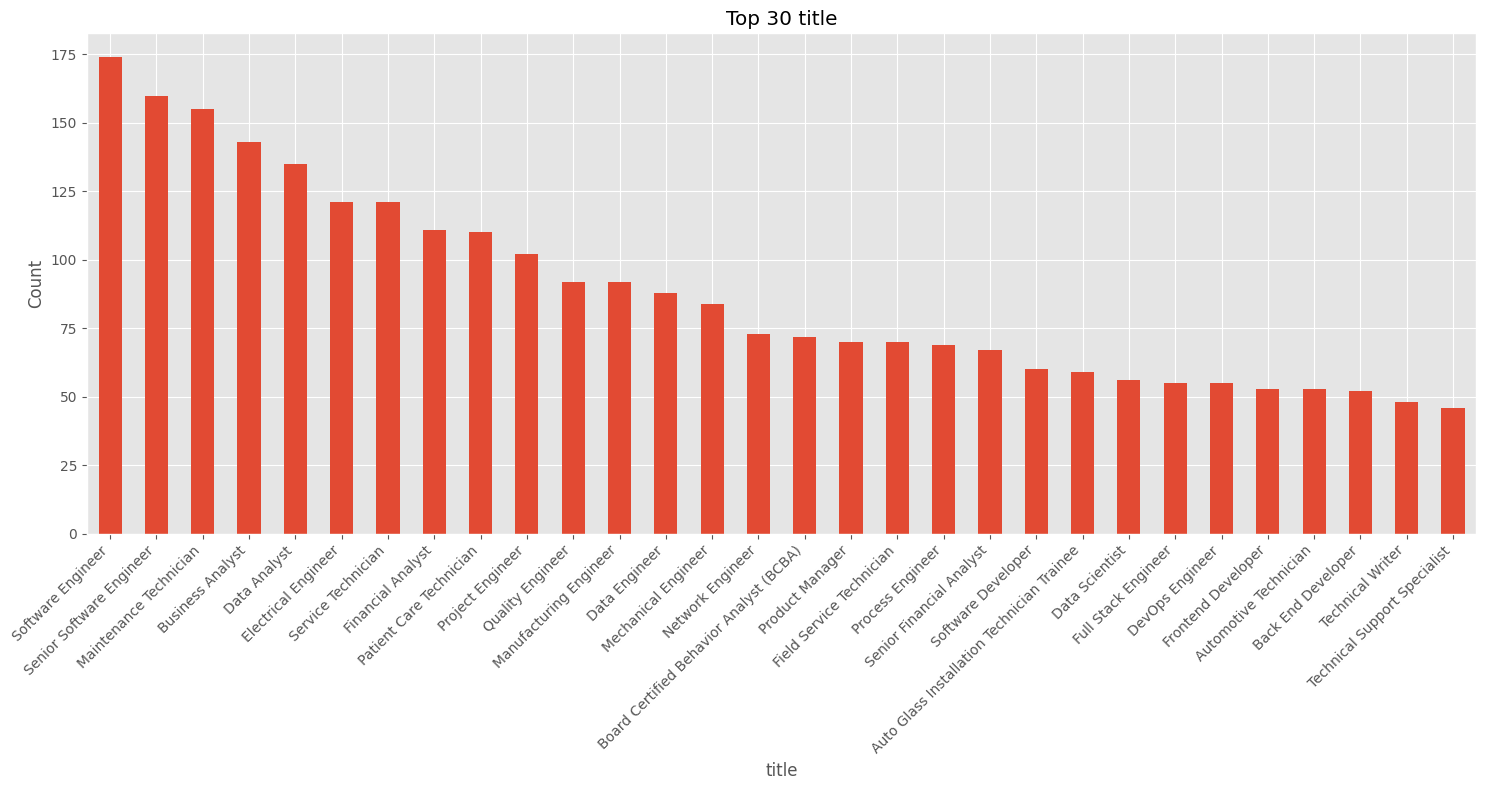 Top 30 title
Count
175
150
125
100
75
50
25
0
Software Engineer
Senior Software Engineer
Maintenance Technician
Business Analyst
Data Analyst
Electrical Engineer
Service Technician
Financial Analyst
Patient Care Technician
Project Engineer
Quality Engineer
Manufacturing Engineer
Data Engineer
Mechanical Engineer
Network Engineer
Board Certified Behavior Analyst (BCBA)
Product Manager
Field Service Technician
Process Engineer
Senior Financial Analyst
Software Developer
Auto Glass Installation Technician Trainee
Data Scientist
Full Stack Engineer
DevOps Engineer
Frontend Developer
Automotive Technician
Back End Developer
Technical Writer
Technical Support Specialist
title